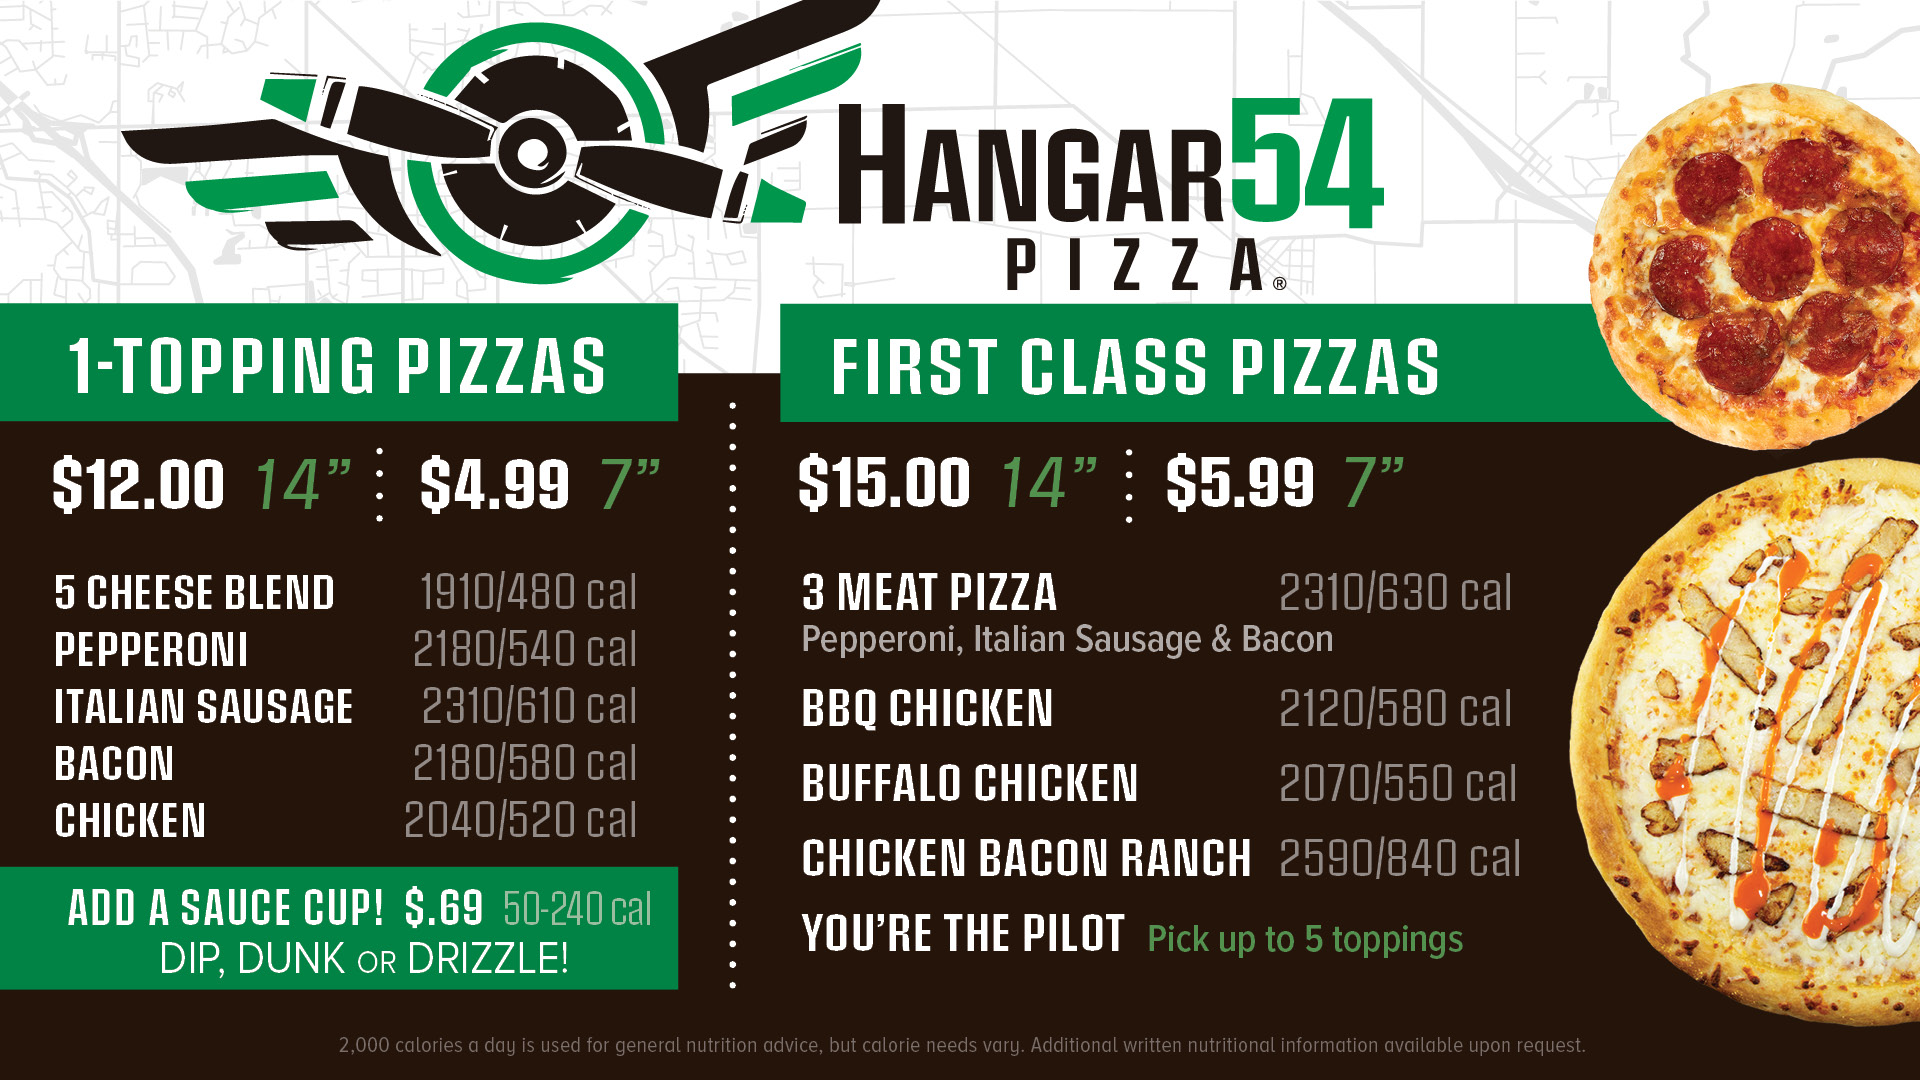 HANGAR54
PIZZA®
1-TOPPING PIZZAS
$12.00 14” $4.99 7”
5 CHEESE BLEND 1910/480 cal
PEPPERONI 2180/540 cal
ITALIAN SAUSAGE 2310/610 cal
BACON 2180/580 cal
CHICKEN 2040/520 cal
ADD A SAUCE CUP! $.69 50-240 cal
DIP, DUNK OR DRIZZLE!
FIRST CLASS PIZZAS
$15.00 14” $5.99 7”
3 MEAT PIZZA 2310/630 cal
Pepperoni, Italian Sausage & Bacon
BBQ CHICKEN 2120/580 cal
BUFFALO CHICKEN 2070/550 cal
CHICKEN BACON RANCH 2590/840 cal
YOU’RE THE PILOT Pick up to 5 toppings
2,000 calories a day is used for general nutrition advice, but calorie needs vary. Additional written nutritional information available upon request.